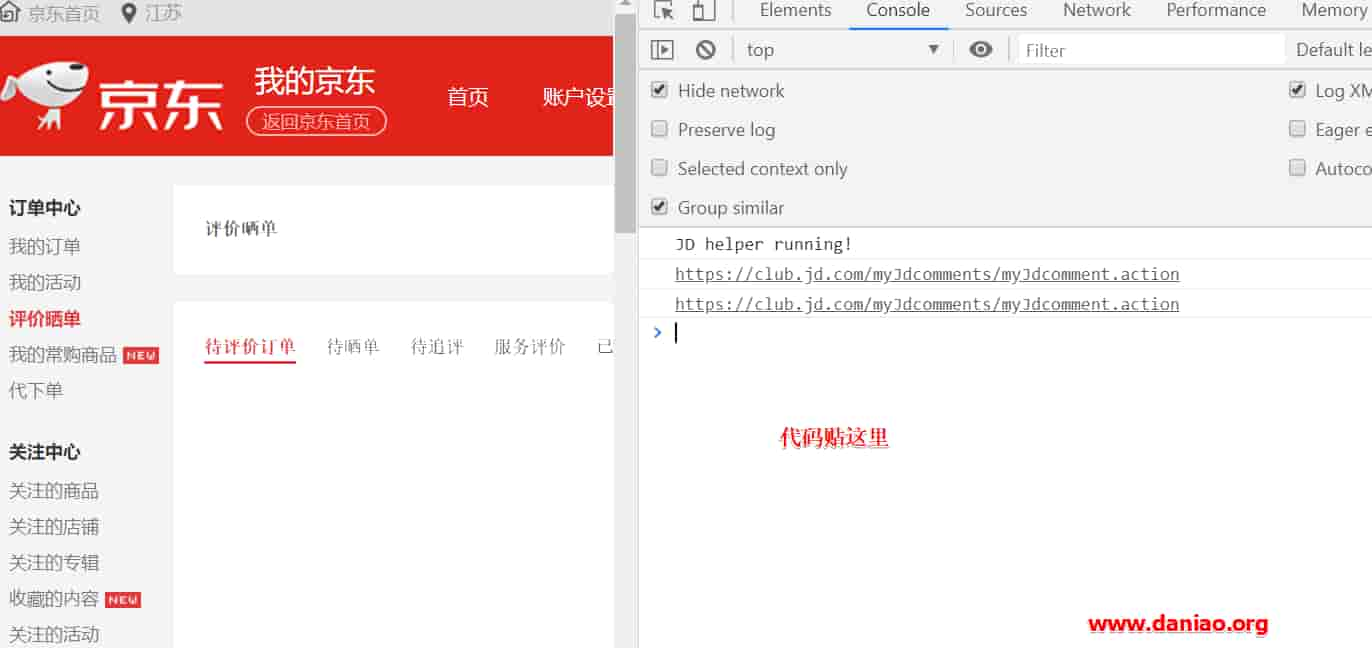 京东首页 江苏
京东
我的京东
返回京东首页
首页 账户设置
订单中心
我的订单
我的活动
评价晒单
我的常购商品 NEW
代下单
关注中心
关注的商品
关注的店铺
关注的专辑
收藏的内容 NEW
关注的活动
评价晒单
待评价订单 待晒单 待追评 服务评价 已
Elements Console Sources Network Performance Memory
top Filter Default le
Hide network Log XM
Preserve log Eager e
Selected context only Autoco
Group similar
JD helper running!
https://club.jd.com/myJdcomments/myJdcomment.action
https://club.jd.com/myJdcomments/myJdcomment.action
代码贴这里
www.daniao.org